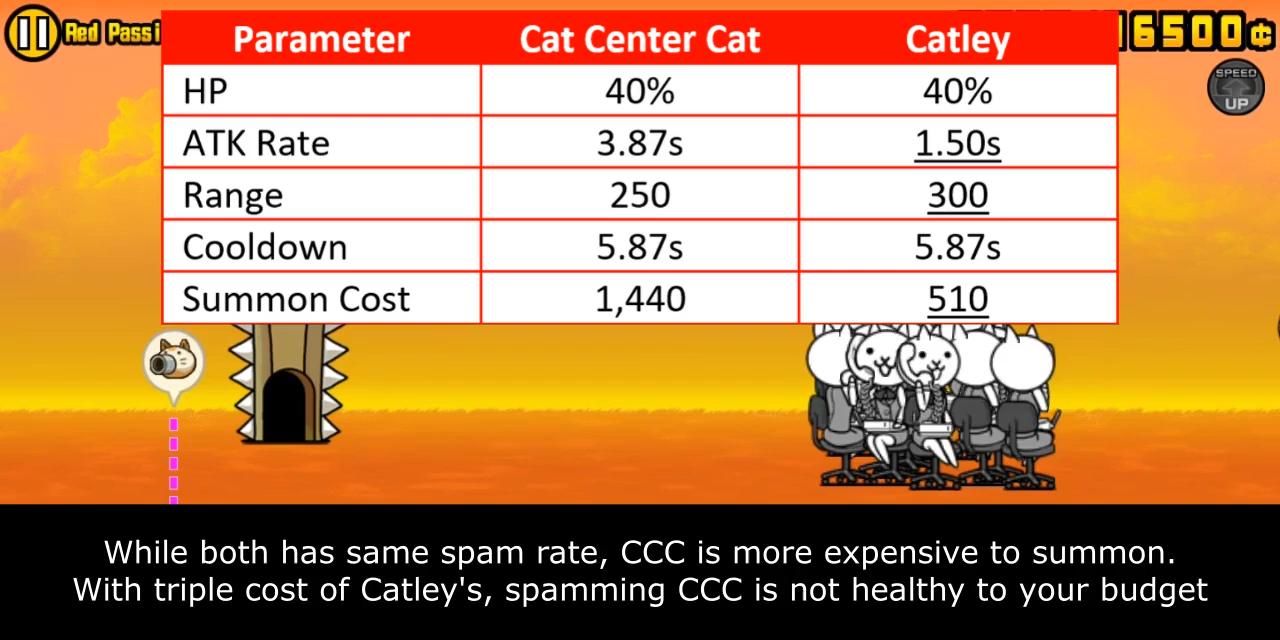 Red Passi
6500¢
SPEED
UP
Parameter Cat Center Cat Catley
HP 40% 40%
ATK Rate 3.87s 1.50s
Range 250 300
Cooldown 5.87s 5.87s
Summon Cost 1,440 510
While both has same spam rate, CCC is more expensive to summon.
With triple cost of Catley's, spamming CCC is not healthy to your budget